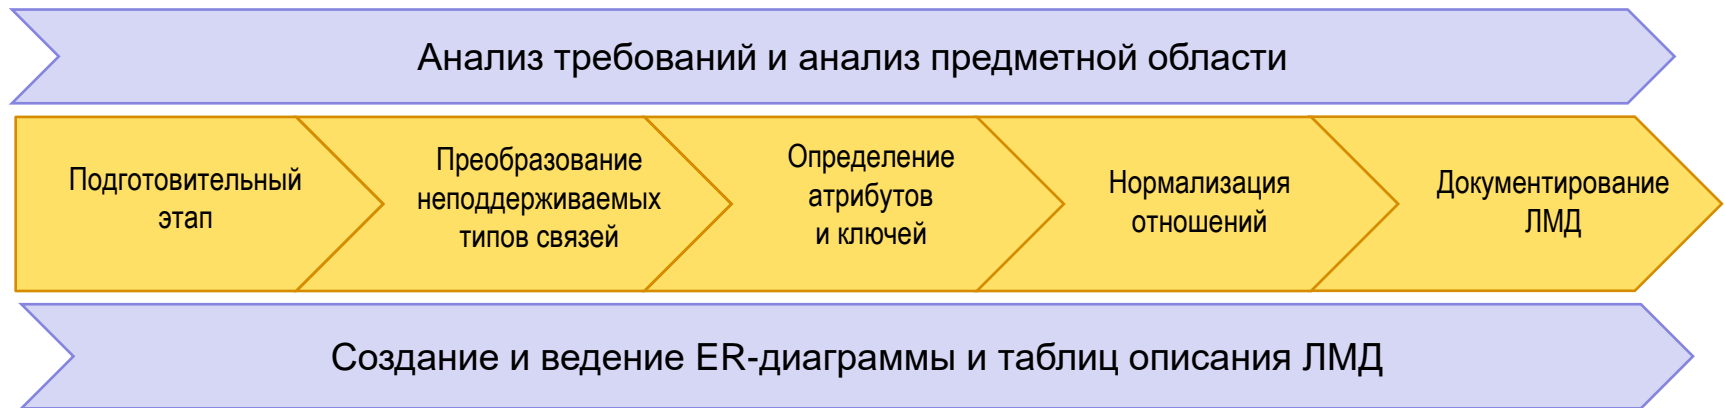 Анализ требований и анализ предметной области
Подготовительный
этап
Преобразование
неподдерживаемых
типов связей
Определение
атрибутов
и ключей
Нормализация
отношений
Документирование
ЛМД
Создание и ведение ER-диаграммы и таблиц описания ЛМД